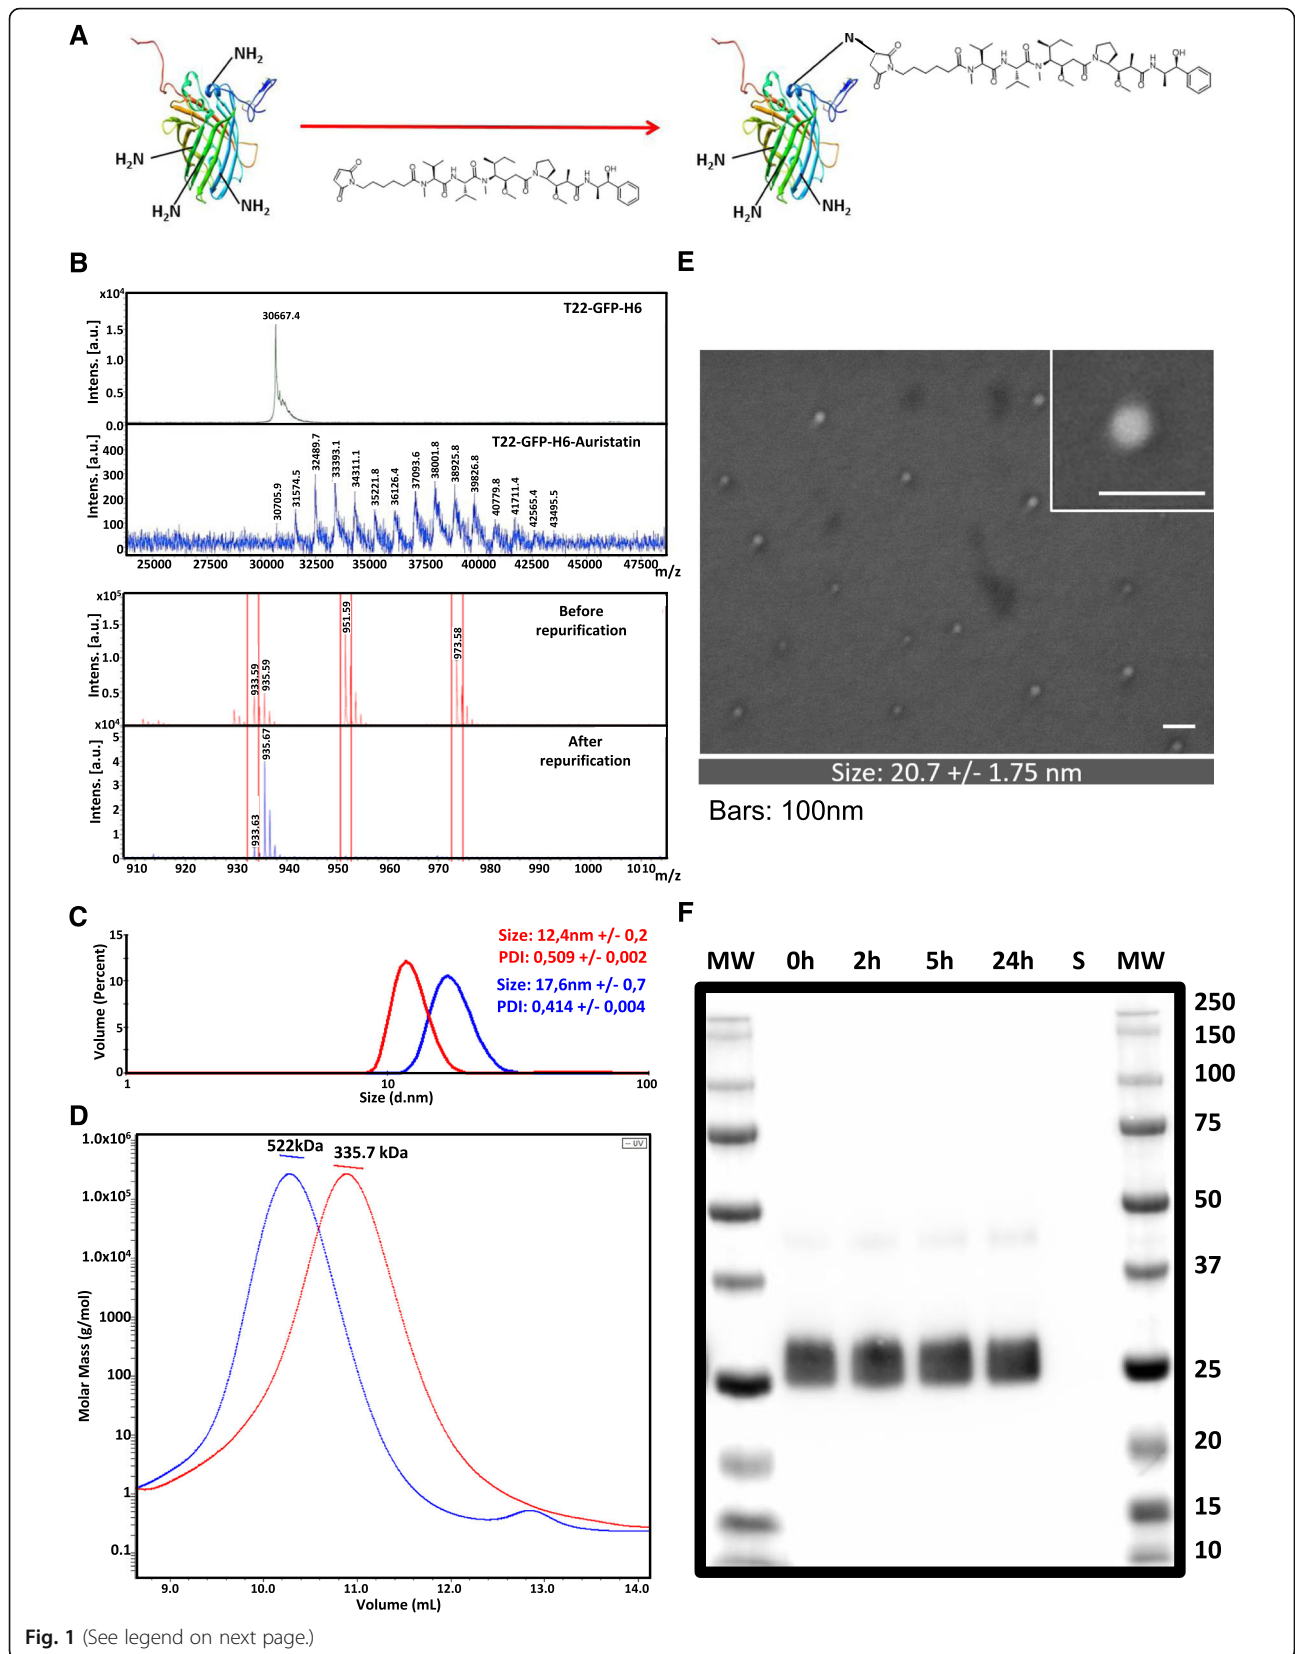 A
NH2
H2N
H2N
NH2
N
H2N
H2N
NH2
B
x10^4
T22-GFP-H6
30667.4
1.5
1.0
0.5
0.0
Intens. [a.u.]
T22-GFP-H6-Auristatin
400
300
200
100
0
Intens. [a.u.]
30705.9
31574.5
32489.7
33393.1
34311.1
35221.8
36126.4
37093.6
38001.8
38925.8
39826.8
40779.8
41711.4
42565.4
43495.5
25000 27500 30000 32500 35000 37500 40000 42500 45000 47500 m/z
x10^5
Before
repurification
1.5
1.0
0.5
Intens. [a.u.]
933.59
935.59
951.59
973.58
x10^4
After
repurification
5
4
3
2
1
0
Intens. [a.u.]
933.63
935.67
910 920 930 940 950 960 970 980 990 1000 1010 m/z
C
Size: 12,4nm +/- 0,2
PDI: 0,509 +/- 0,002
Size: 17,6nm +/- 0,7
PDI: 0,414 +/- 0,004
15
10
5
0
Volume (Percent)
1 10 100
Size (d.nm)
D
522kDa
335.7 kDa
UV
1.0x10^6
1.0x10^5
1.0x10^4
1000
100
10
1
0.1
Molar Mass (g/mol)
9.0 10.0 11.0 12.0 13.0 14.0
Volume (mL)
E
Size: 20.7 +/- 1.75 nm
Bars: 100nm
F
MW 0h 2h 5h 24h S MW
250
150
100
75
50
37
25
20
15
10
Fig. 1 (See legend on next page.)